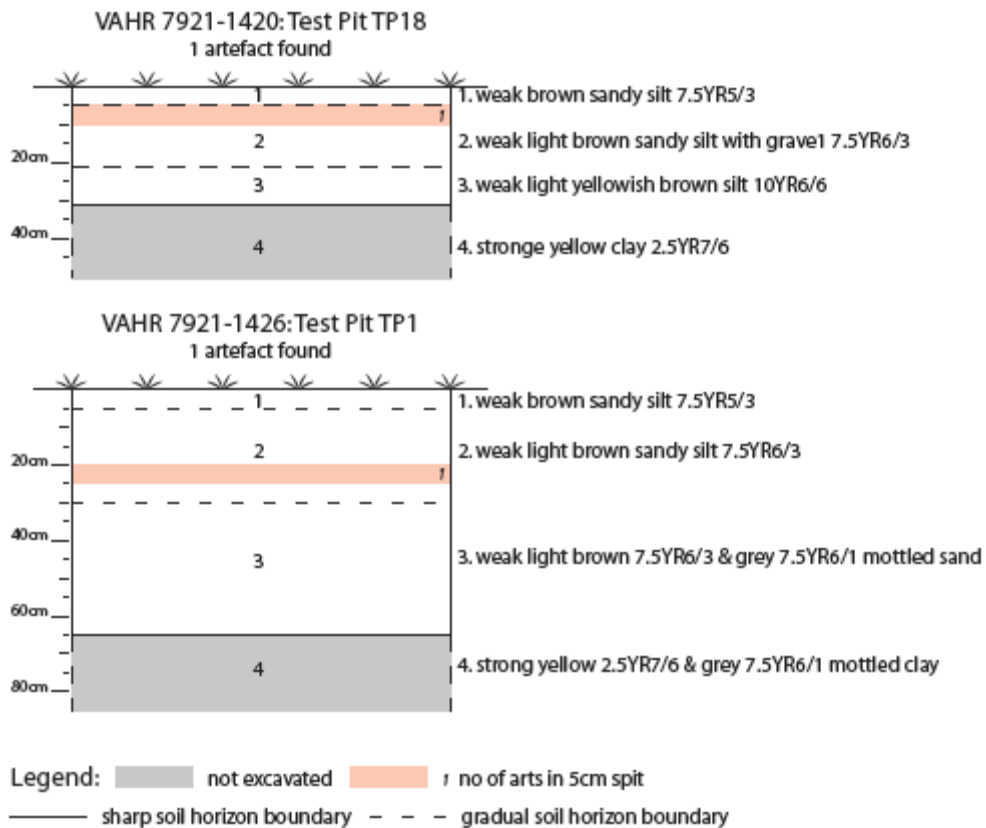 VAHR 7921-1420: Test Pit TP18
1 artefact found
1
1. weak brown sandy silt 7.5YR5/3
1
2
2. weak light brown sandy silt with grave1 7.5YR6/3
20cm
3
3. weak light yellowish brown silt 10YR6/6
40cm
4
4. stronge yellow clay 2.5YR7/6
VAHR 7921-1426: Test Pit TP1
1 artefact found
1
1. weak brown sandy silt 7.5YR5/3
2
2. weak light brown sandy silt 7.5YR6/3
20cm
1
40cm
3
3. weak light brown 7.5YR6/3 & grey 7.5YR6/1 mottled sand
60cm
4
4. strong yellow 2.5YR7/6 & grey 7.5YR6/1 mottled clay
80cm
Legend: not excavated 1 no of arts in 5cm spit
sharp soil horizon boundary gradual soil horizon boundary